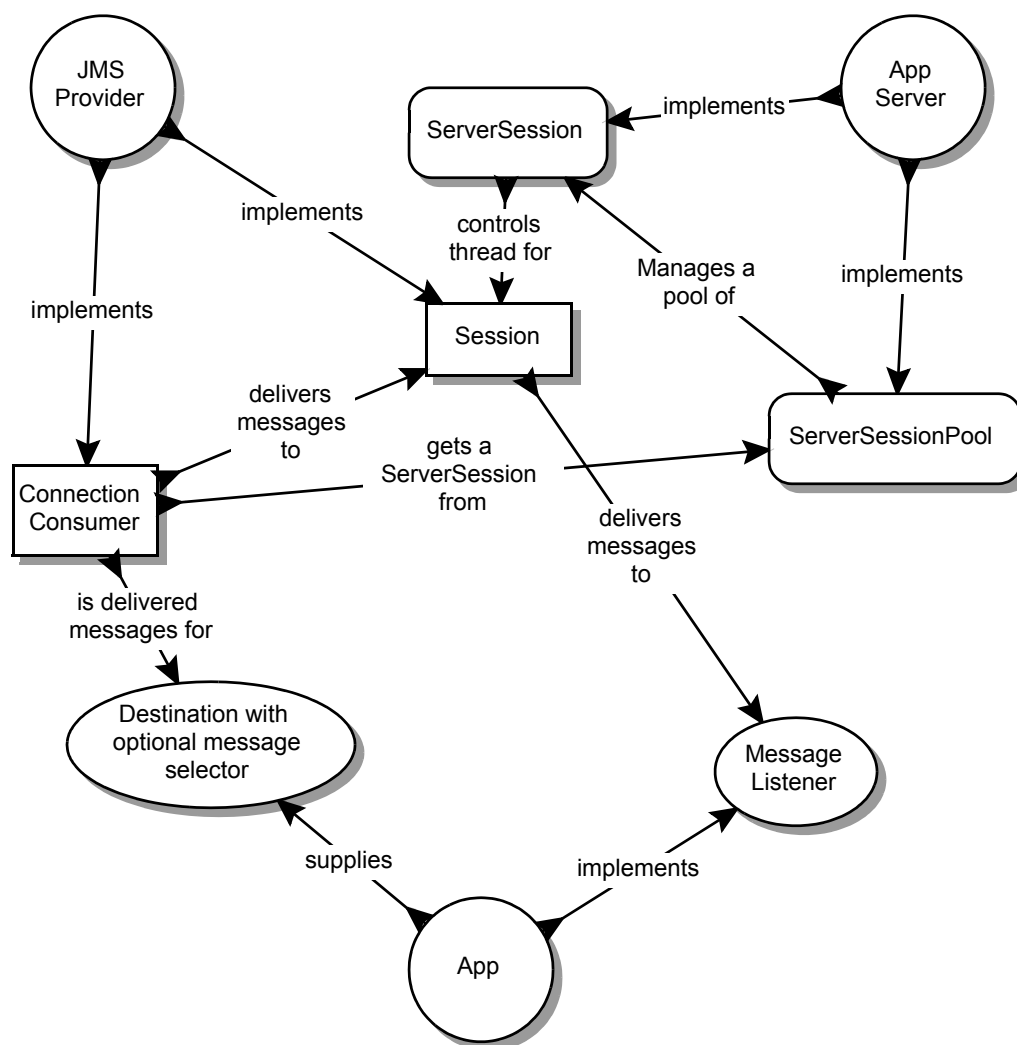 JMS
Provider
App
Server
ServerSession
implements
implements
controls
thread for
Manages a
pool of
implements
implements
Session
delivers
messages
to
gets a
ServerSession
from
ServerSessionPool
Connection
Consumer
delivers
messages
to
is delivered
messages for
Destination with
optional message
selector
Message
Listener
supplies
implements
App